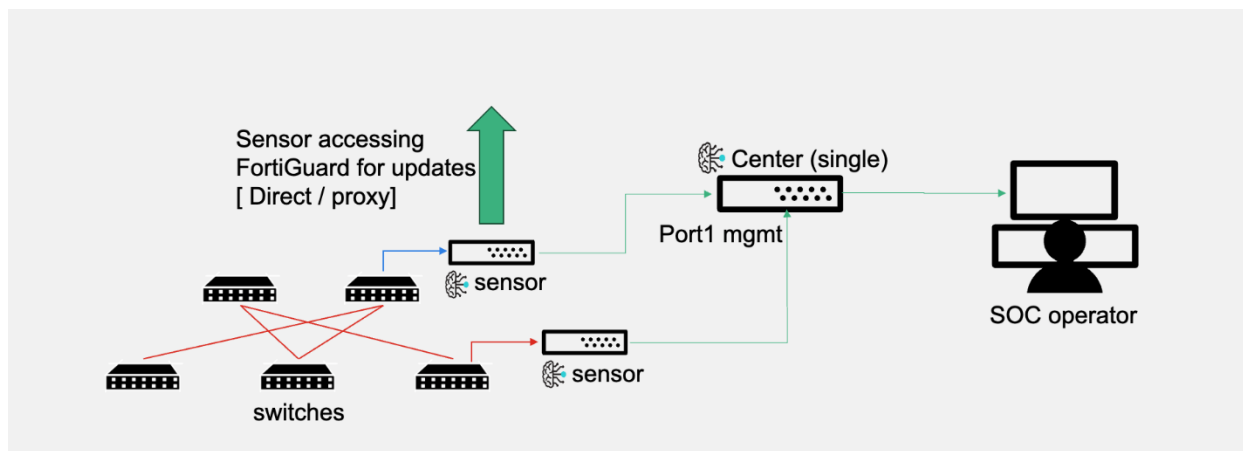 Sensor accessing
FortiGuard for updates
[ Direct / proxy]
Center (single)
Port1 mgmt
sensor
SOC operator
sensor
switches